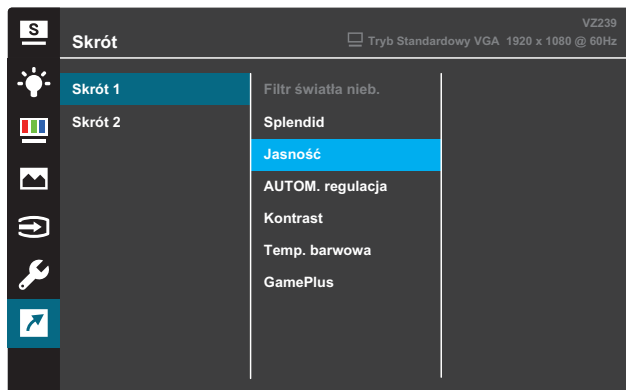 S
VZ239
Skrót
Tryb Standardowy VGA 1920 x 1080 @ 60Hz
Skrót 1
Skrót 2
Filtr światła nieb.
Splendid
Jasność
AUTOM. regulacja
Kontrast
Temp. barwowa
GamePlus